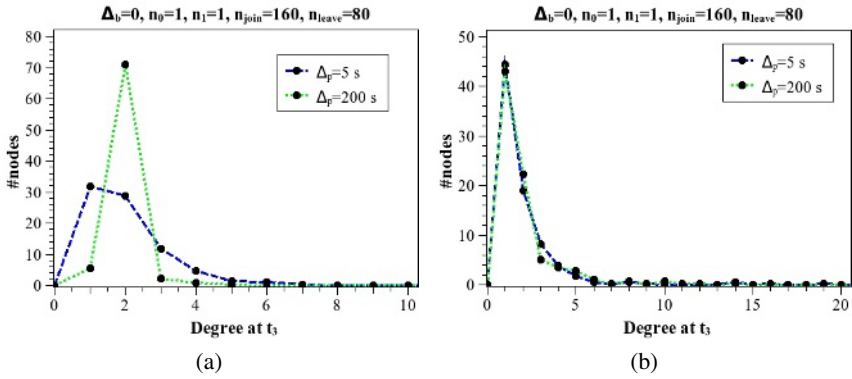 Δb=0, n0=1, n1=1, njoin=160, nleave=80
80
70
60
50
40
30
20
10
0
#nodes
Δp=5 s
Δp=200 s
0 2 4 6 8 10
Degree at t3
(a)
Δb=0, n0=1, n1=1, njoin=160, nleave=80
50
40
30
20
10
0
#nodes
Δp=5 s
Δp=200 s
0 5 10 15 20
Degree at t3
(b)